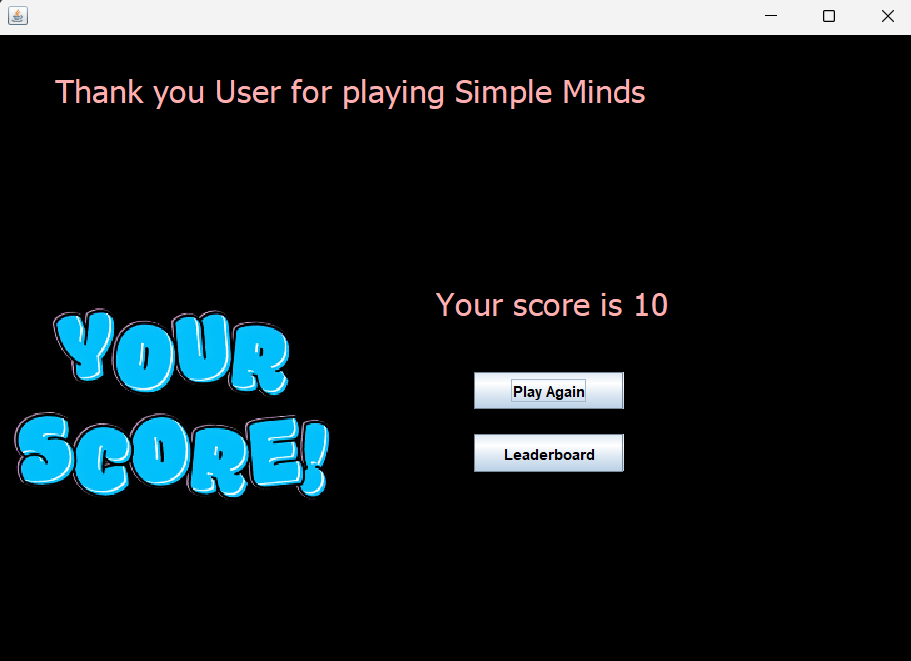 Thank you User for playing Simple Minds
Your score is 10
YOUR
SCORE!
Play Again
Leaderboard